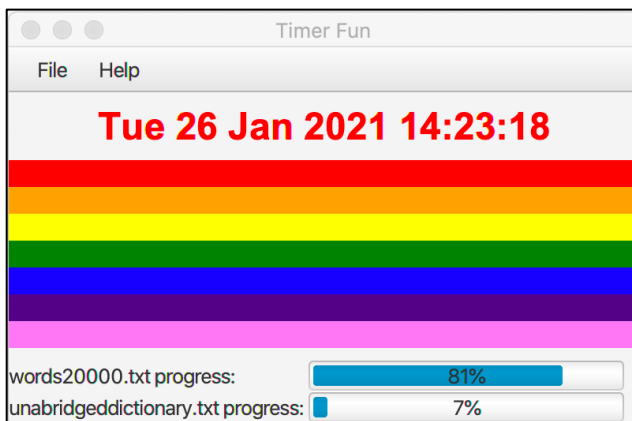 Timer Fun
File Help
Tue 26 Jan 2021 14:23:18
words20000.txt progress: 81%
unabridgeddictionary.txt progress: 7%